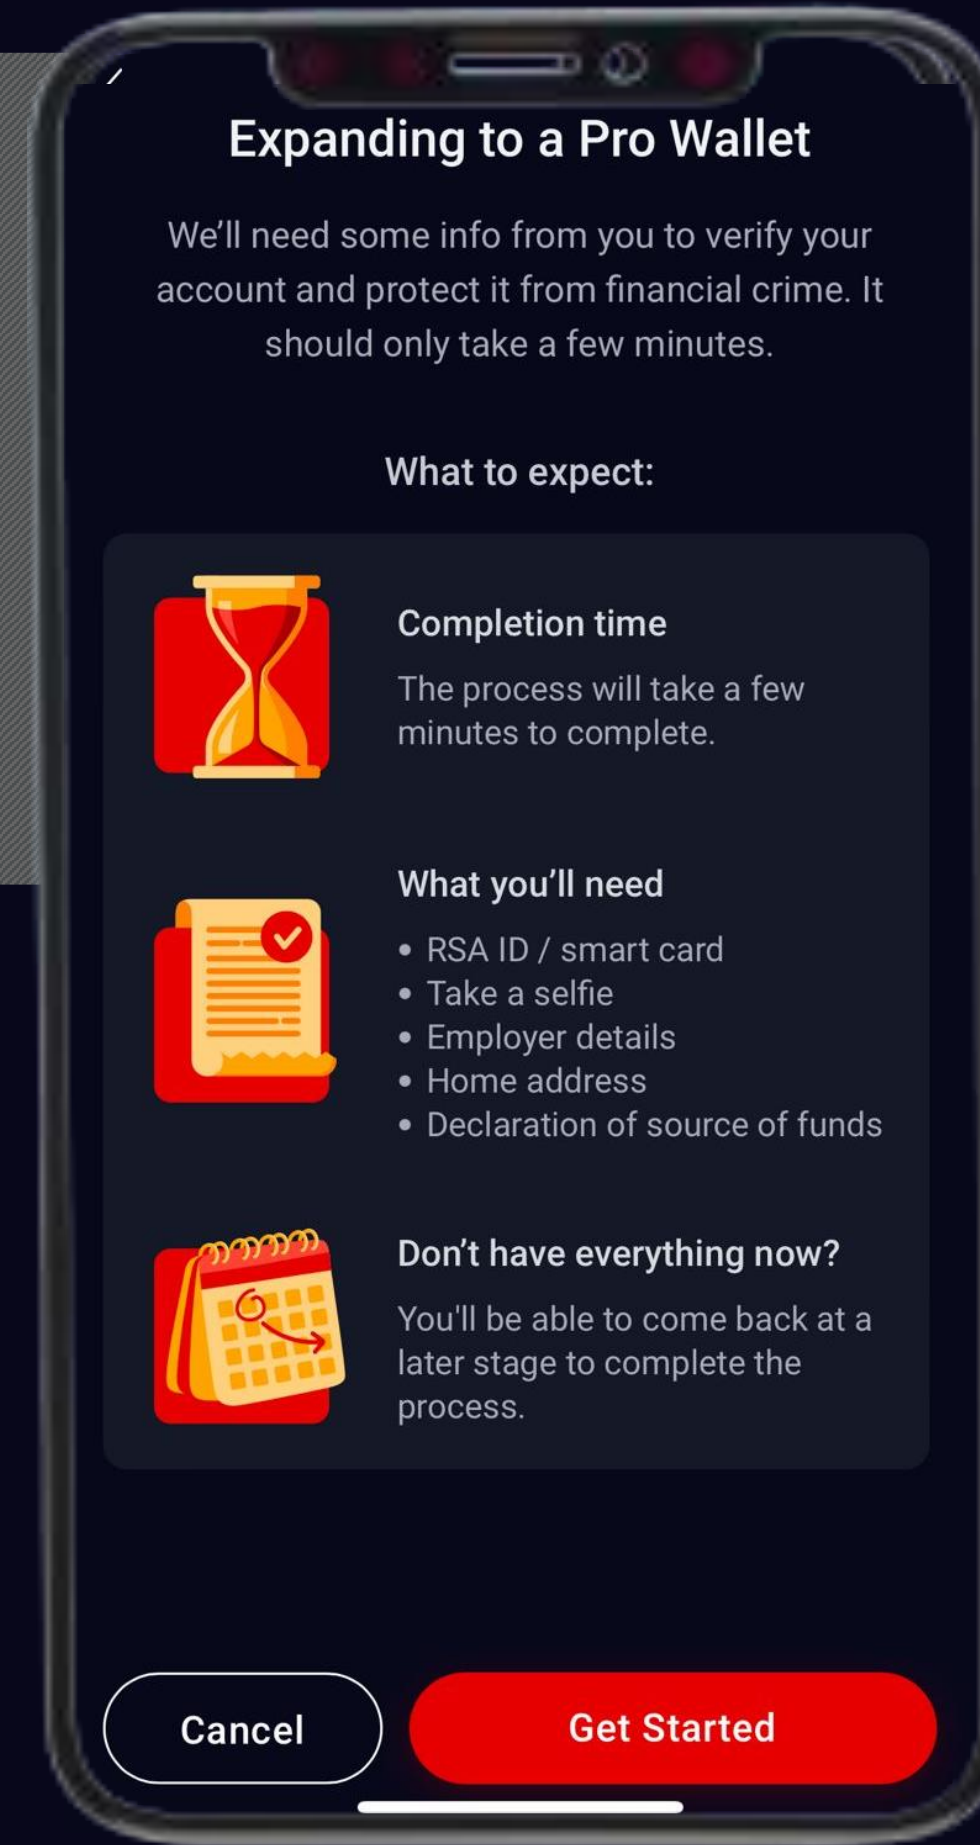 Expanding to a Pro Wallet
We’ll need some info from you to verify your
account and protect it from financial crime. It
should only take a few minutes.
What to expect:
Completion time
The process will take a few
minutes to complete.
What you’ll need
• RSA ID / smart card
• Take a selfie
• Employer details
• Home address
• Declaration of source of funds
Don’t have everything now?
You'll be able to come back at a
later stage to complete the
process.
Cancel
Get Started